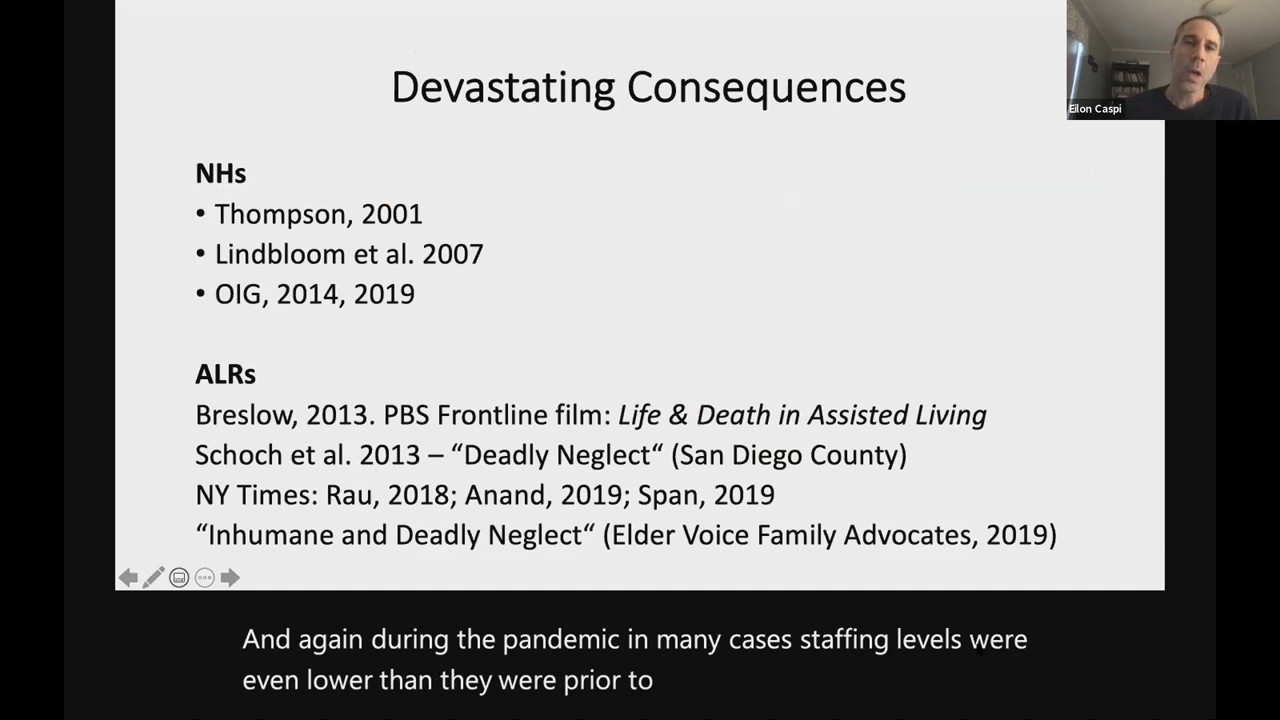 Devastating Consequences
Eilon Caspi
NHs
• Thompson, 2001
• Lindbloom et al. 2007
• OIG, 2014, 2019
ALRs
Breslow, 2013. PBS Frontline film: Life & Death in Assisted Living
Schoch et al. 2013 – “Deadly Neglect“ (San Diego County)
NY Times: Rau, 2018; Anand, 2019; Span, 2019
“Inhumane and Deadly Neglect“ (Elder Voice Family Advocates, 2019)
And again during the pandemic in many cases staffing levels were
even lower than they were prior to